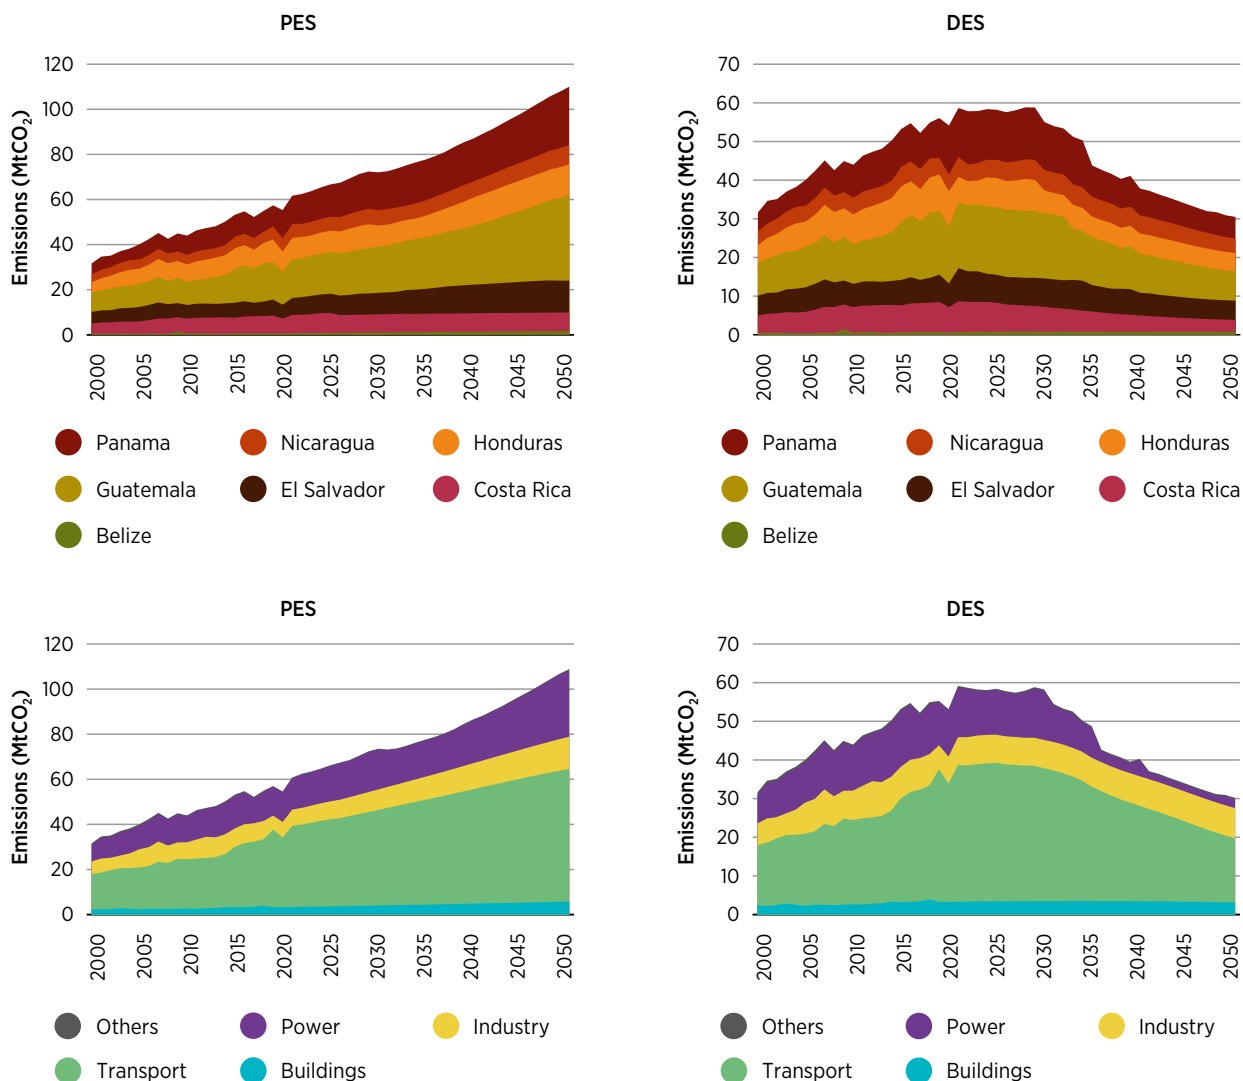 PES
DES
Emissions (MtCO₂)
120
100
80
60
40
20
0
2000
2005
2010
2015
2020
2025
2030
2035
2040
2045
2050
Emissions (MtCO₂)
70
60
50
40
30
20
10
0
2000
2005
2010
2015
2020
2025
2030
2035
2040
2045
2050
Panama
Nicaragua
Honduras
Guatemala
El Salvador
Costa Rica
Belize
Panama
Nicaragua
Honduras
Guatemala
El Salvador
Costa Rica
Belize
PES
DES
Emissions (MtCO₂)
120
100
80
60
40
20
0
2000
2005
2010
2015
2020
2025
2030
2035
2040
2045
2050
Emissions (MtCO₂)
70
60
50
40
30
20
10
0
2000
2005
2010
2015
2020
2025
2030
2035
2040
2045
2050
Others
Power
Industry
Transport
Buildings
Others
Power
Industry
Transport
Buildings